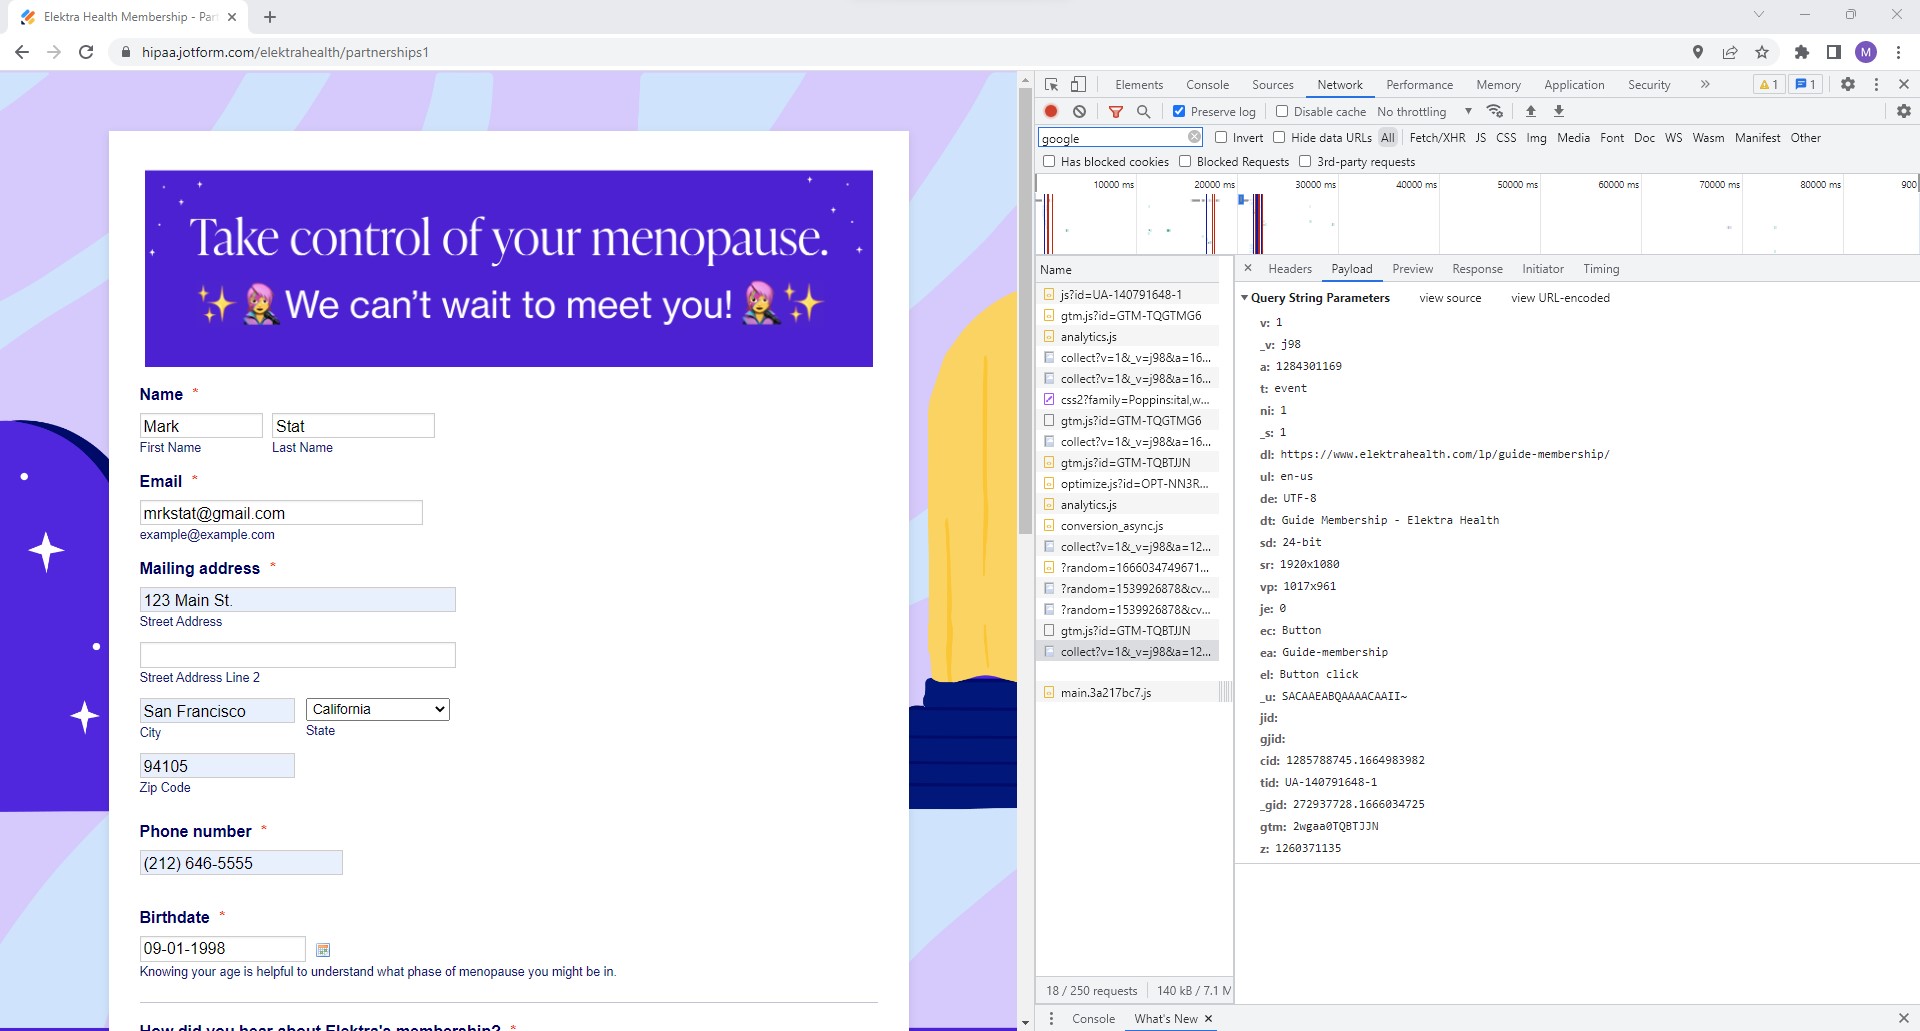 Elektra Health Membership - Par
hipaa.jotform.com/elektrahealth/partnerships1
M
Take control of your menopause.
We can't wait to meet you!
Name *
Mark Stat
First Name Last Name
Email *
mrkstat@gmail.com
example@example.com
Mailing address *
123 Main St.
Street Address
Street Address Line 2
San Francisco California
City State
94105
Zip Code
Phone number *
(212) 646-5555
Birthdate *
09-01-1998
Knowing your age is helpful to understand what phase of menopause you might be in.
How did you hear about Elektra's membership? *
Elements Console Sources Network Performance Memory Application Security » 1 1
Preserve log Disable cache No throttling
google Invert Hide data URLs All Fetch/XHR JS CSS Img Media Font Doc WS Wasm Manifest Other
Has blocked cookies Blocked Requests 3rd-party requests
10000 ms 20000 ms 30000 ms 40000 ms 50000 ms 60000 ms 70000 ms 80000 ms 900
Name
js?id=UA-140791648-1
gtm.js?id=GTM-TQGTMG6
analytics.js
collect?v=1&_v=j98&a=16...
collect?v=1&_v=j98&a=16...
css2?family=Poppins:ital,w...
gtm.js?id=GTM-TQGTMG6
collect?v=1&_v=j98&a=16...
gtm.js?id=GTM-TQBTJJN
optimize.js?id=OPT-NN3R...
analytics.js
conversion_async.js
collect?v=1&_v=j98&a=12...
?random=1666034749671...
?random=1539926878&cv...
?random=1539926878&cv...
gtm.js?id=GTM-TQBTJJN
collect?v=1&_v=j98&a=12...
main.3a217bc7.js
18 / 250 requests 140 kB / 7.1 M
Headers Payload Preview Response Initiator Timing
Query String Parameters view source view URL-encoded
v: 1
_v: j98
a: 1284301169
t: event
ni: 1
_s: 1
dl: https://www.elektrahealth.com/lp/guide-membership/
ul: en-us
de: UTF-8
dt: Guide Membership - Elektra Health
sd: 24-bit
sr: 1920x1080
vp: 1017x961
je: 0
ec: Button
ea: Guide-membership
el: Button click
_u: SACAAEABQAAAACAAII~
jid:
gjid:
cid: 1285788745.1664983982
tid: UA-140791648-1
_gid: 272937728.1666034725
gtm: 2wgaa0TQBTJJN
z: 1260371135
Console What's New